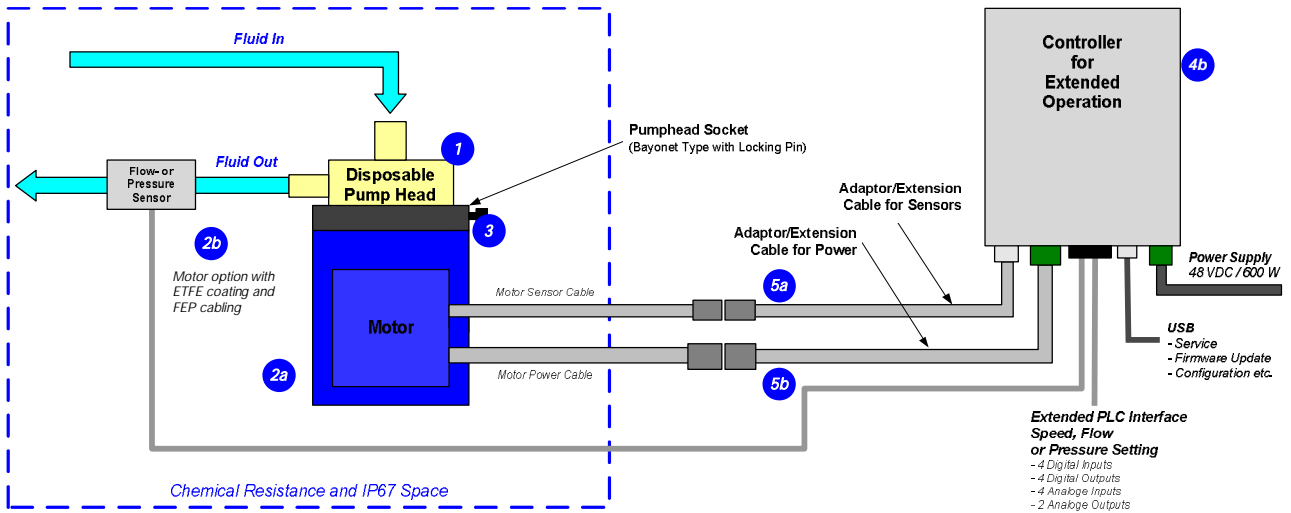 Fluid In
Controller
for
Extended
Operation
4b
Pumphead Socket
(Bayonet Type with Locking Pin)
1
Fluid Out
Flow- or
Pressure
Sensor
Disposable
Pump Head
Adaptor/Extension
Cable for Sensors
3
2b
Adaptor/Extension
Cable for Power
Motor option with
ETFE coating and
FEP cabling
Power Supply
48 VDC / 600 W
Motor Sensor Cable
5a
Motor
USB
- Service
- Firmware Update
- Configuration etc.
2a
Motor Power Cable
5b
Extended PLC Interface
Speed, Flow
or Pressure Setting
- 4 Digital Inputs
- 4 Digital Outputs
- 4 Analoge Inputs
- 2 Analoge Outputs
Chemical Resistance and IP67 Space